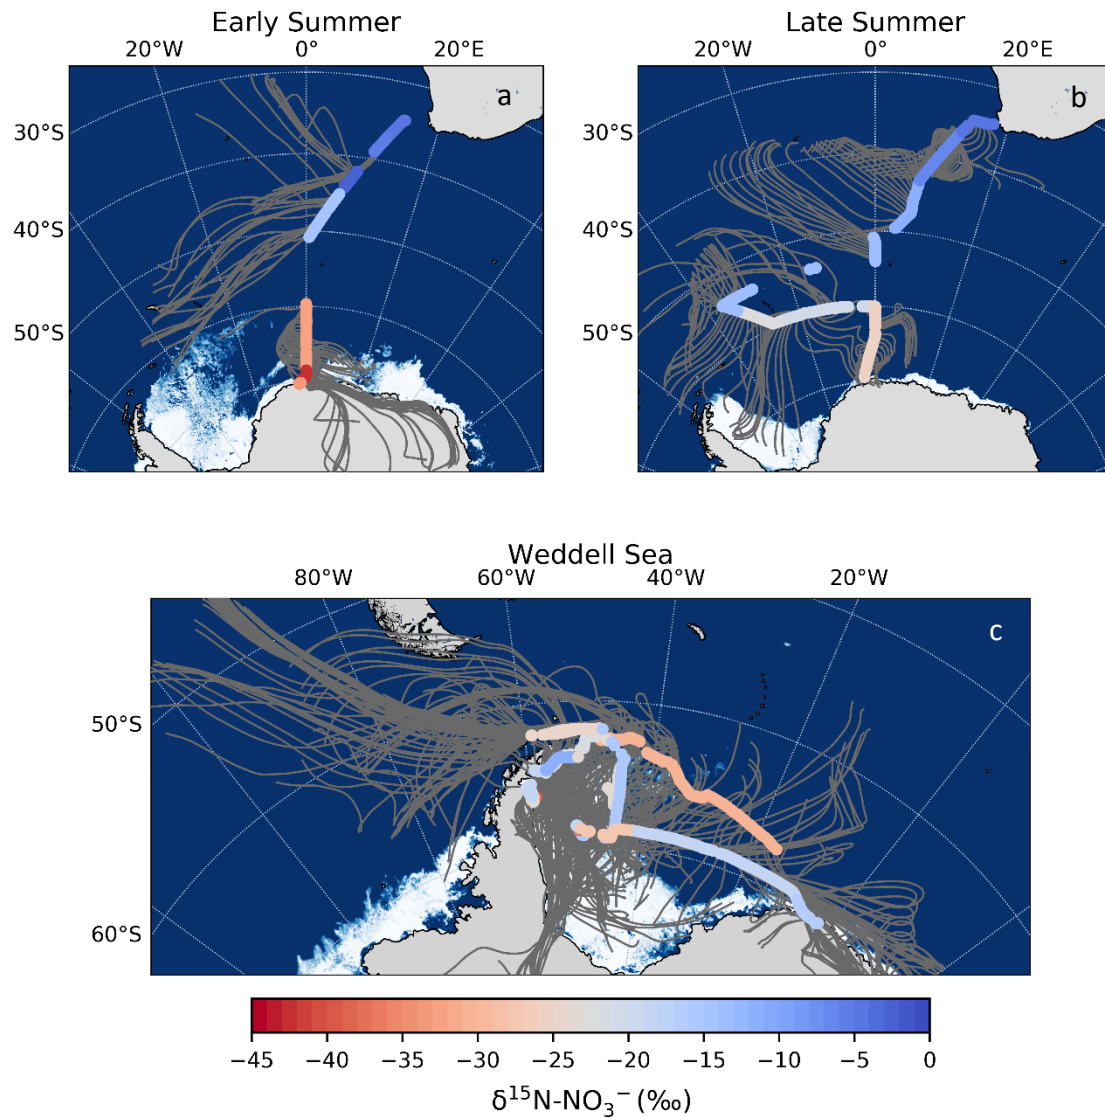 Early Summer
Late Summer
20°W 0° 20°E
20°W 0° 20°E
a
b
30°S
30°S
40°S
40°S
50°S
50°S
Weddell Sea
80°W 60°W 40°W 20°W
c
50°S
60°S
−45 −40 −35 −30 −25 −20 −15 −10 −5 0
δ¹⁵N-NO₃⁻ (‰)